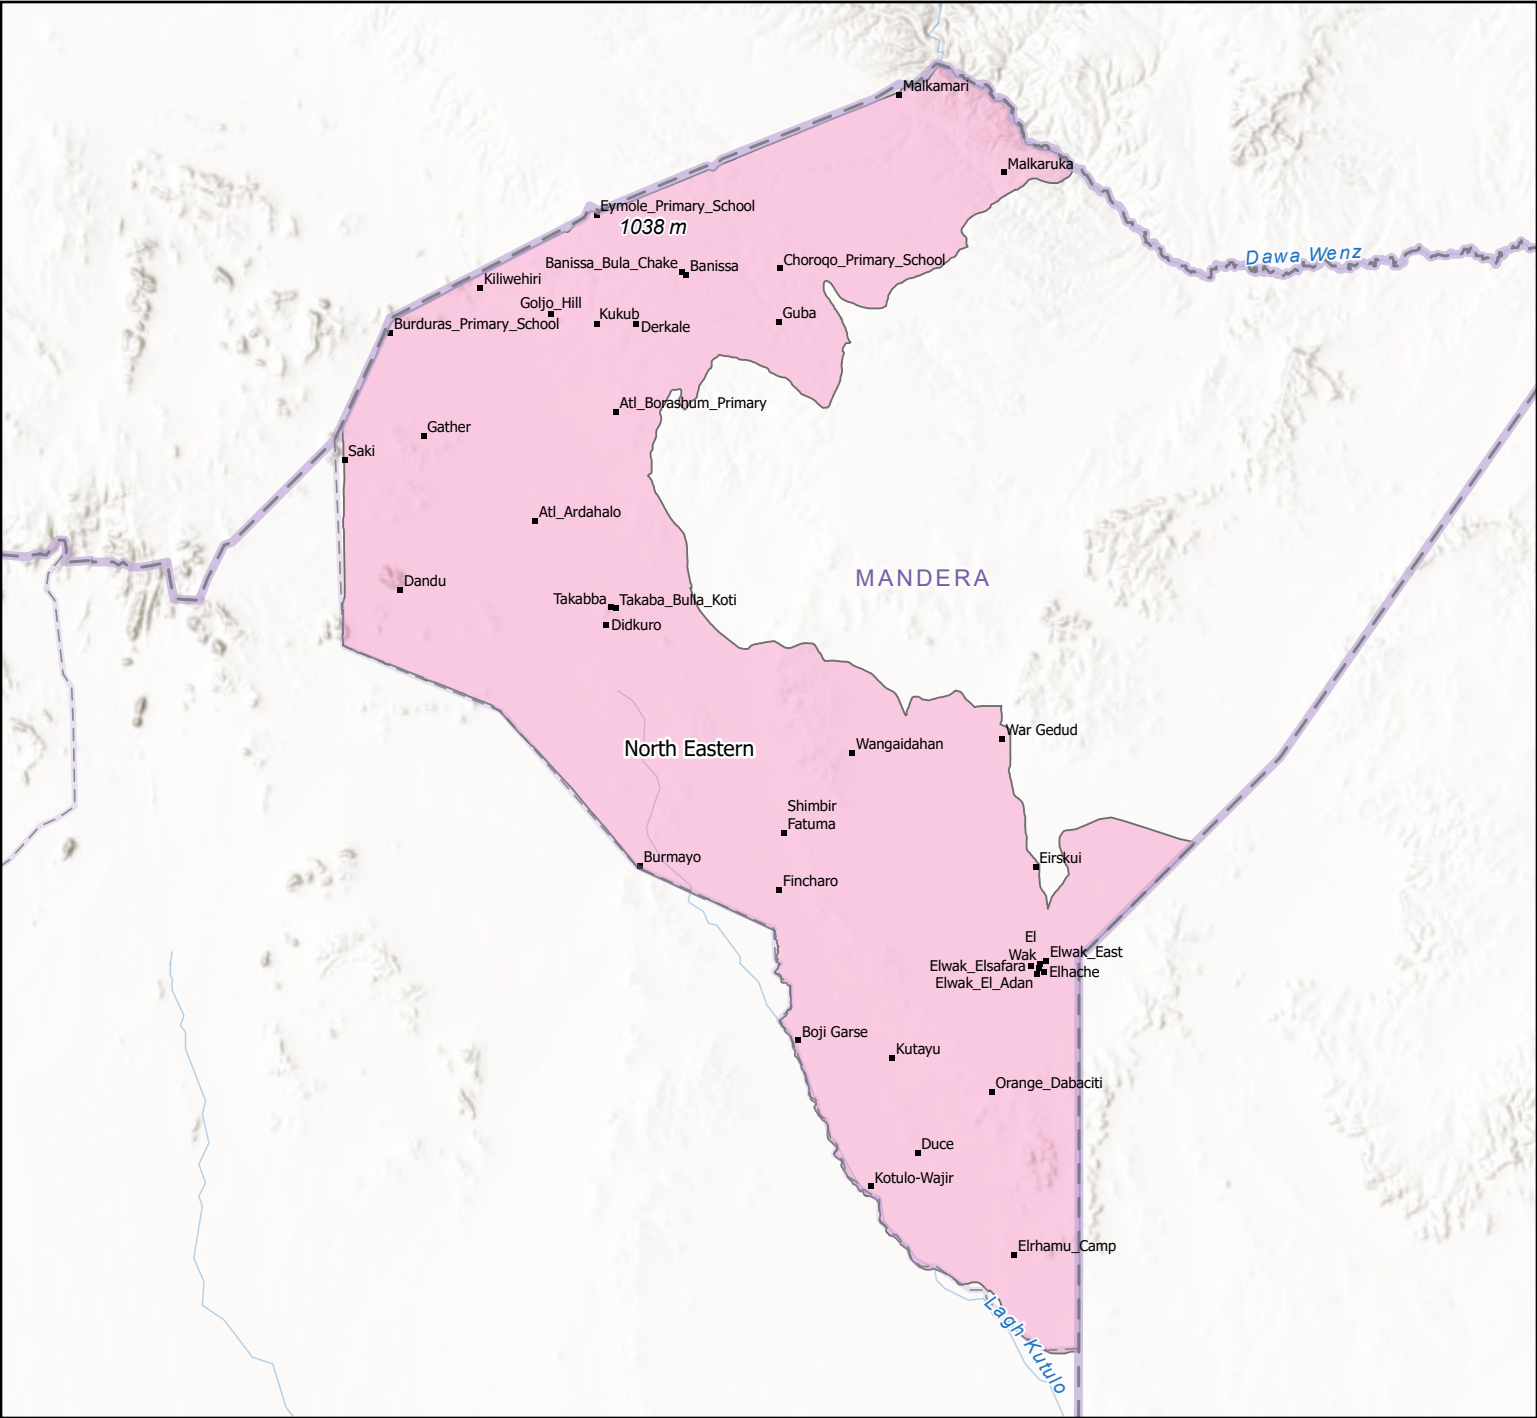 Malkamari
Malkaruka
Eymole_Primary_School
1038 m
Dawa Wenz
Choroqo_Primary_School
Banissa_Bula_Chake
Banissa
Kiliwehiri
Goljo_Hill
Kukub
Guba
Burduras_Primary_School
Derkale
Atl_Borashum_Primary
Gather
Saki
Atl_Ardahalo
MANDERA
Dandu
Takabba
Takaba_Bulla_Koti
Didkuro
War Gedud
North Eastern
Wangaidahan
Shimbir
Fatuma
Burmayo
Eirskui
Fincharo
El
Wak
Elwak_East
Elwak_Elsafara
Elhache
Elwak_El_Adan
Boji Garse
Kutayu
Orange_Dabaciti
Duce
Kotulo-Wajir
Elrhamu_Camp
Lagh Kutulo